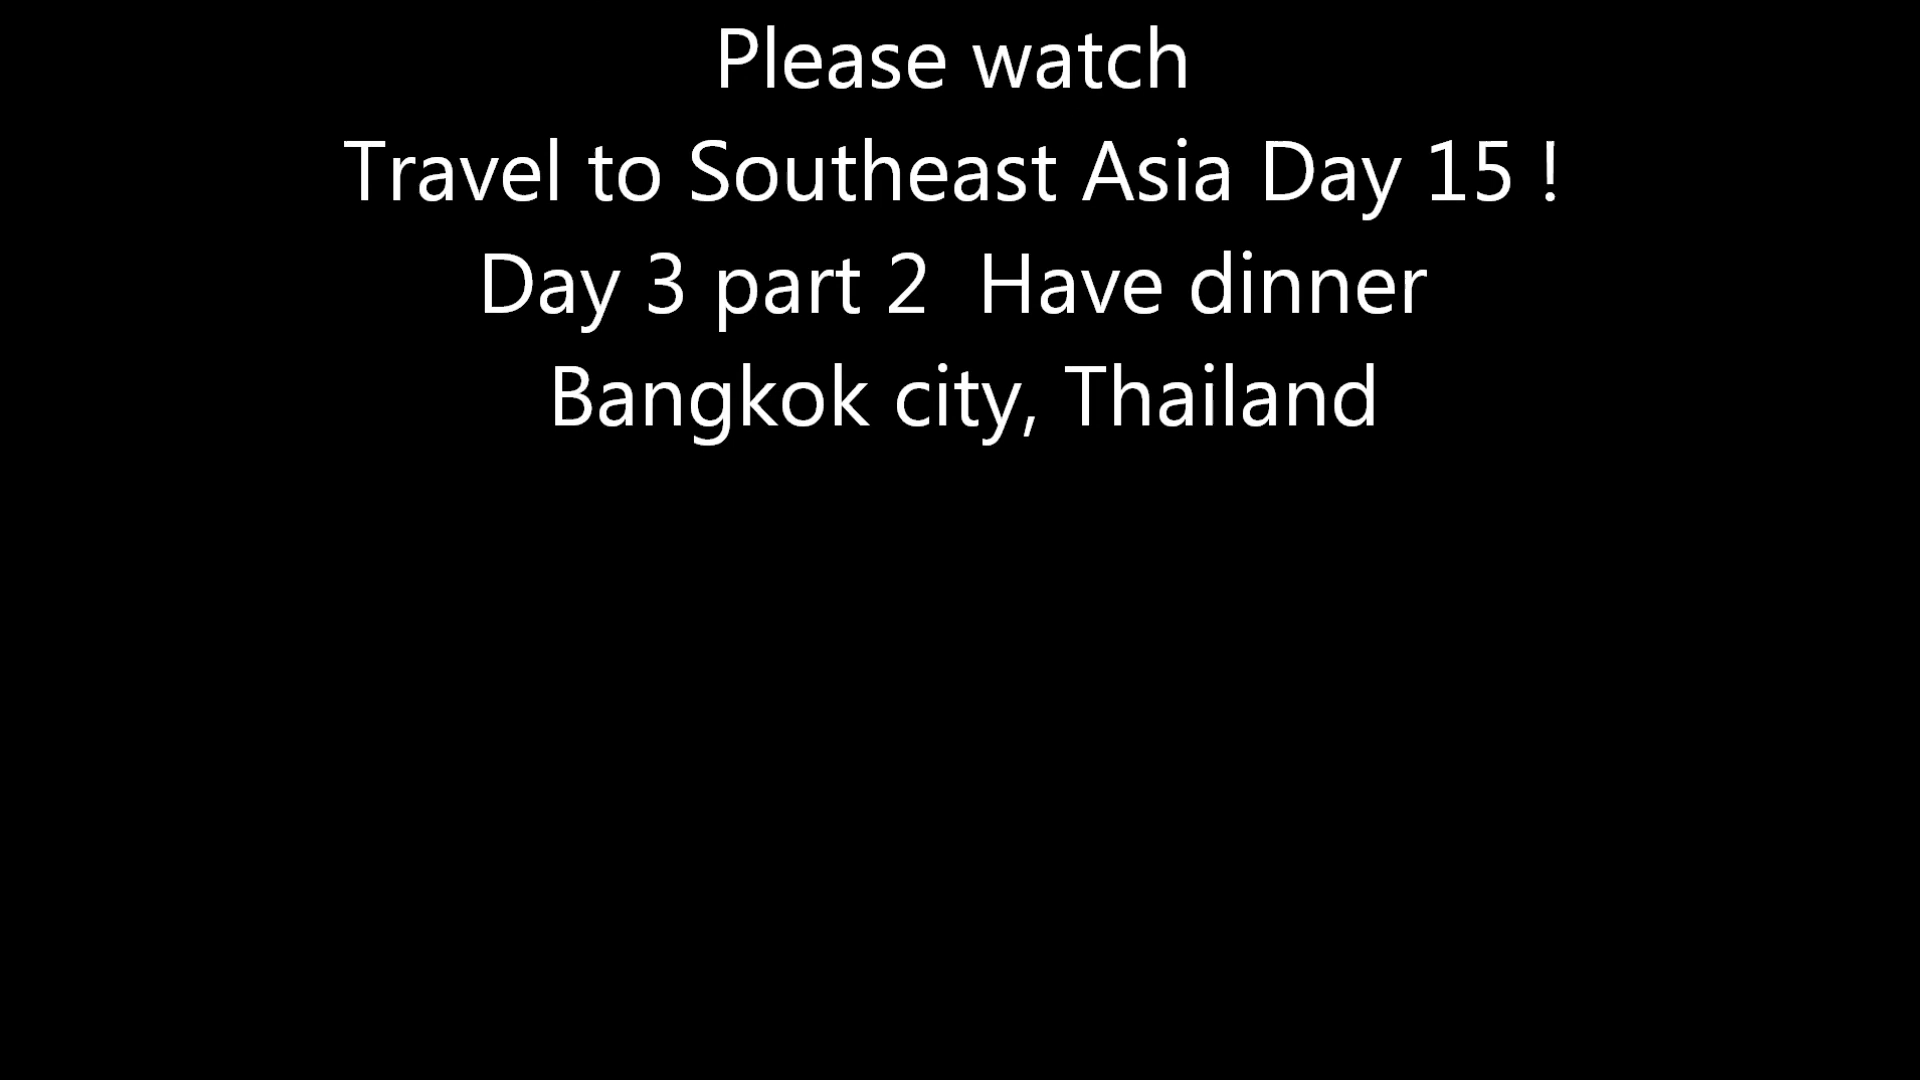 Please watch
Travel to Southeast Asia Day 15 !
Day 3 part 2  Have dinner
Bangkok city, Thailand